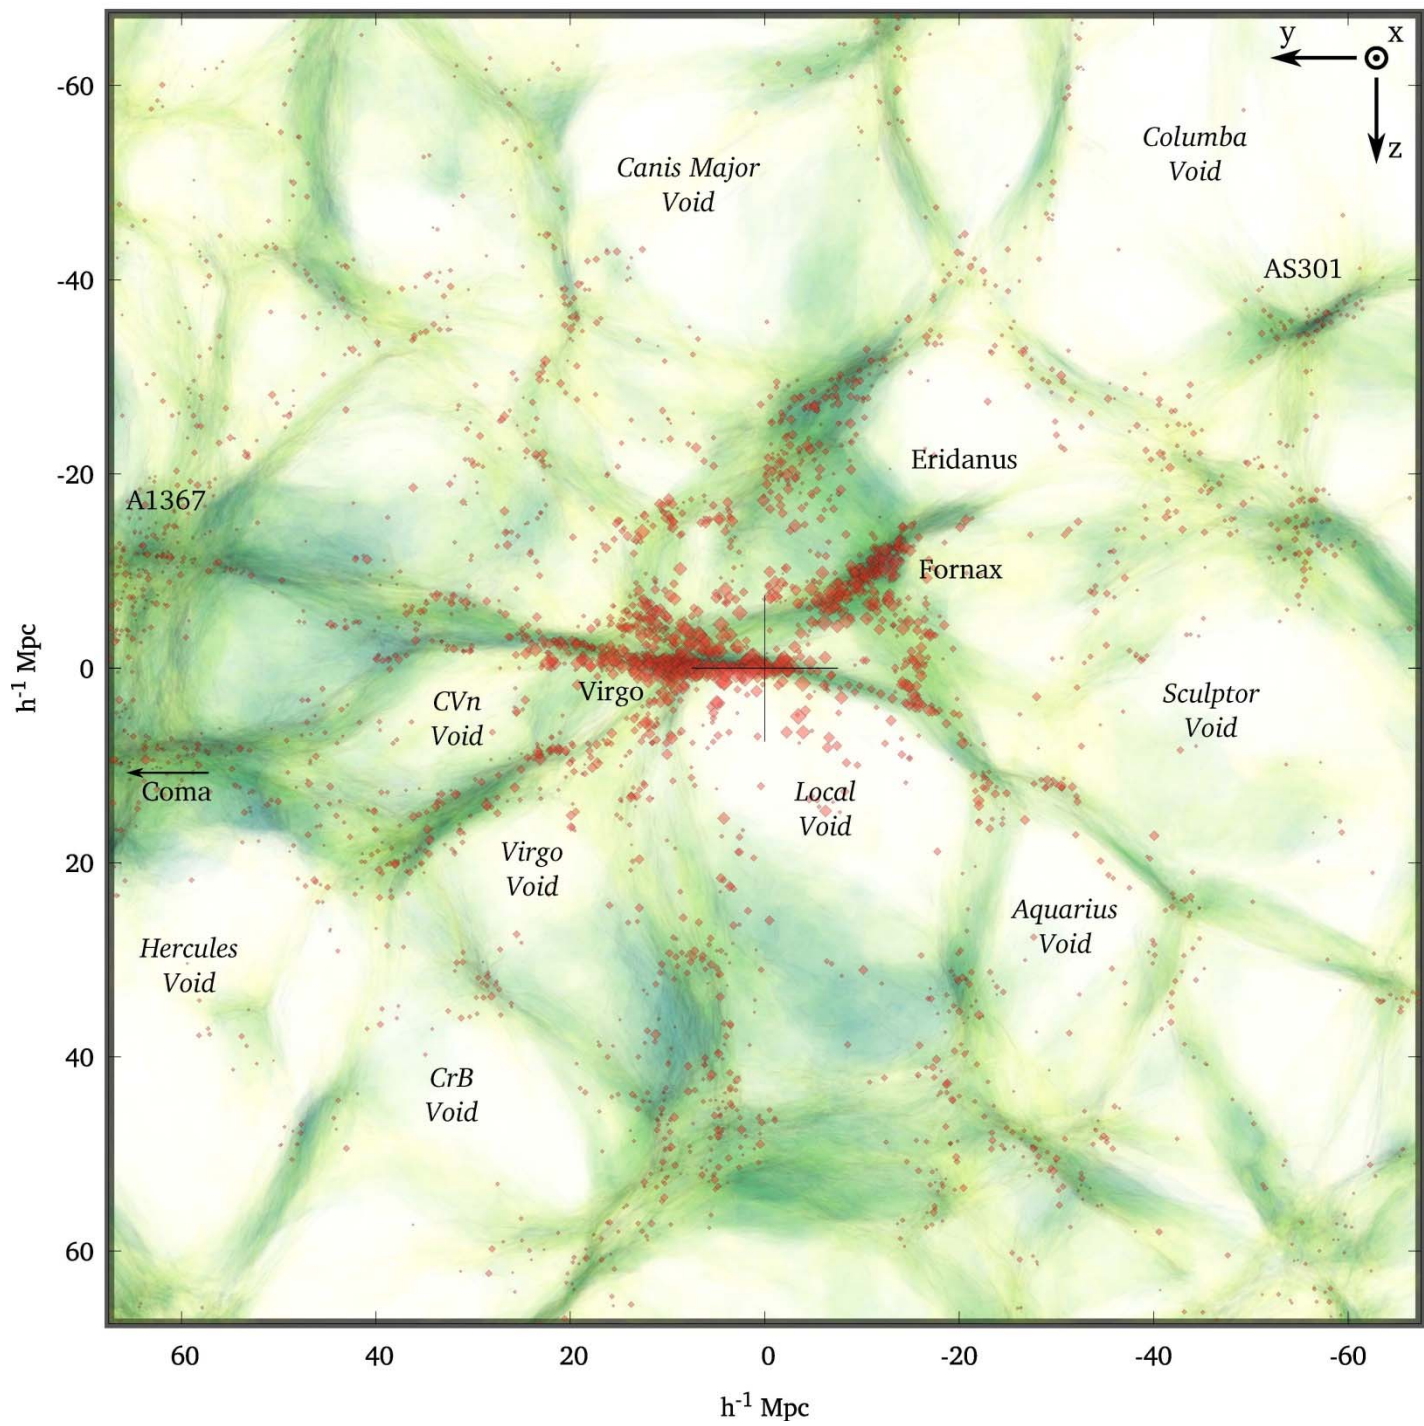 y
x
-60
Columba
Void
z
Canis Major
Void
-40
AS301
Eridanus
-20
A1367
Fornax
0
h⁻¹ Mpc
Virgo
CVn
Void
Sculptor
Void
Coma
Local
Void
20
Virgo
Void
Aquarius
Void
Hercules
Void
40
CrB
Void
60
60
40
20
0
-20
-40
-60
h⁻¹ Mpc